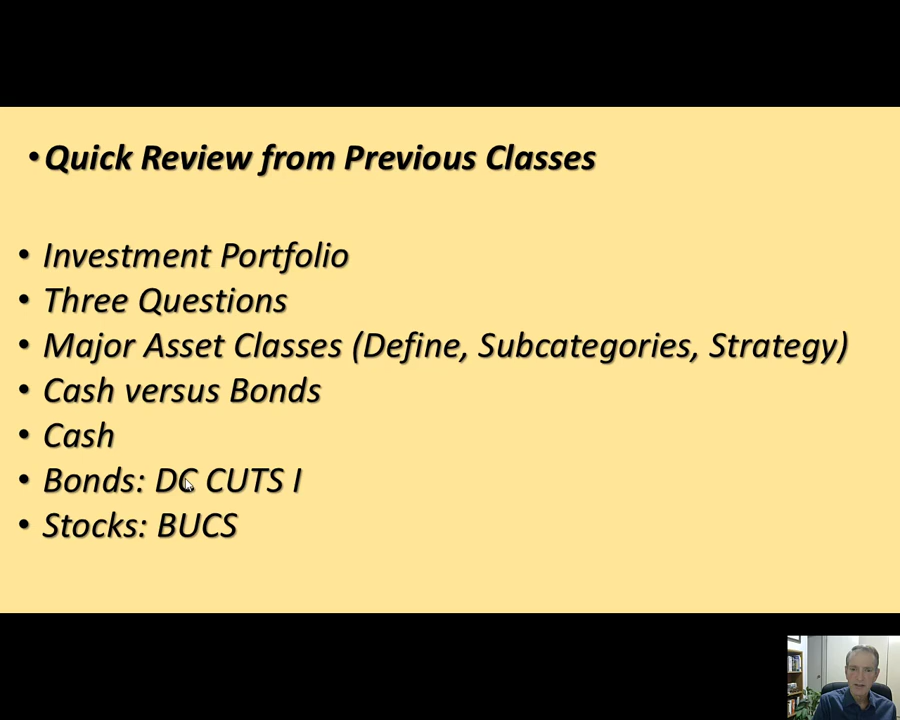 •Quick Review from Previous Classes
• Investment Portfolio
• Three Questions
• Major Asset Classes (Define, Subcategories, Strategy)
• Cash versus Bonds
• Cash
• Bonds: DC CUTS I
• Stocks: BUCS